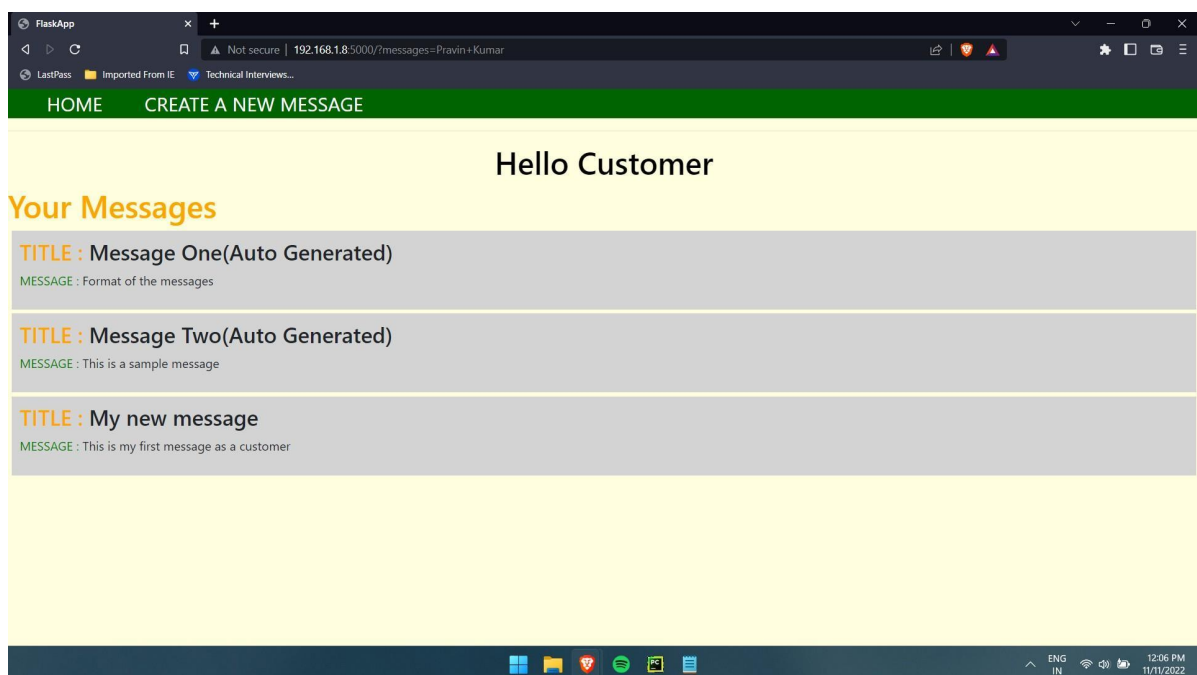 FlaskApp
Not secure | 192.168.1.8:5000/?messages=Pravin+Kumar
LastPass Imported From IE Technical Interviews...
HOME CREATE A NEW MESSAGE
Hello Customer
Your Messages
TITLE : Message One(Auto Generated)
MESSAGE : Format of the messages
TITLE : Message Two(Auto Generated)
MESSAGE : This is a sample message
TITLE : My new message
MESSAGE : This is my first message as a customer
PC
ENG 12:06 PM
IN 11/11/2022